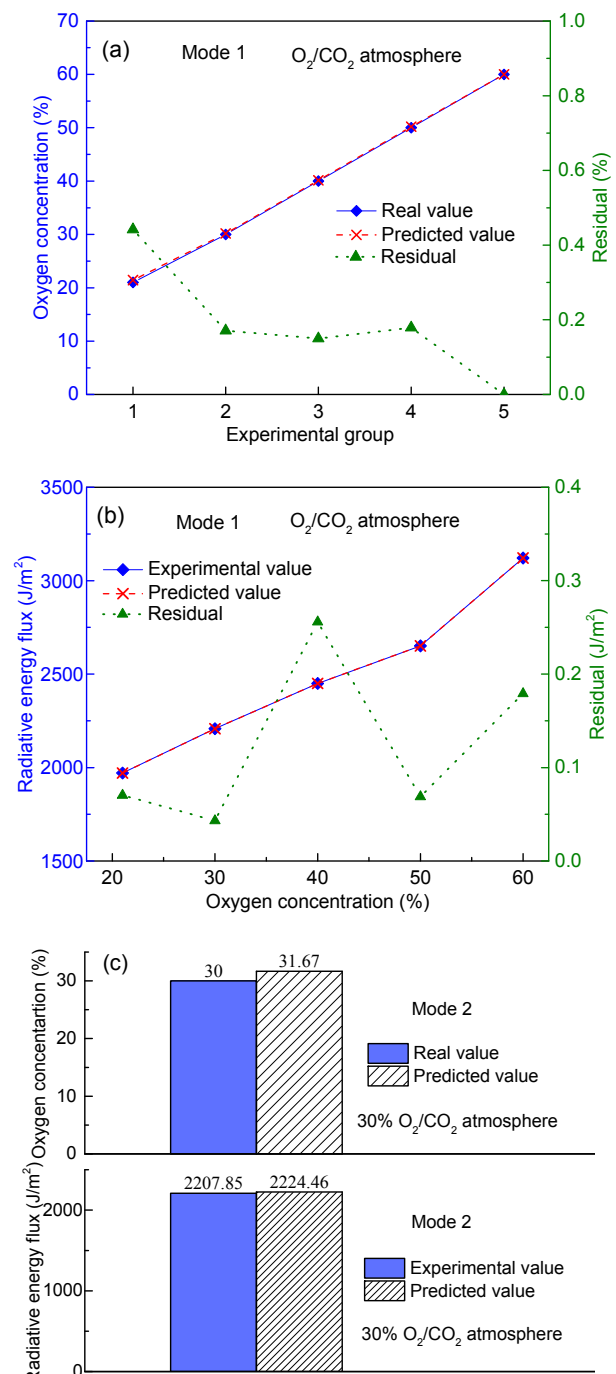 (a) Mode 1 O₂/CO₂ atmosphere
Oxygen concentration (%)
70
60
50
40
30
20
10
0
Real value
Predicted value
Residual
1.0
0.8
0.6
0.4
0.2
0.0
Residual (%)
1 2 3 4 5
Experimental group
(b) Mode 1 O₂/CO₂ atmosphere
Radiative energy flux (J/m²)
3500
3000
2500
2000
1500
Experimental value
Predicted value
Residual
0.4
0.3
0.2
0.1
0.0
Residual (J/m²)
20 30 40 50 60
Oxygen concentration (%)
(c)
Oxygen concentartion (%)
30
20
10
0
30 31.67
Mode 2
Real value
Predicted value
30% O₂/CO₂ atmosphere
Radiative energy flux (J/m²)
2000
1000
0
2207.85 2224.46
Mode 2
Experimental value
Predicted value
30% O₂/CO₂ atmosphere